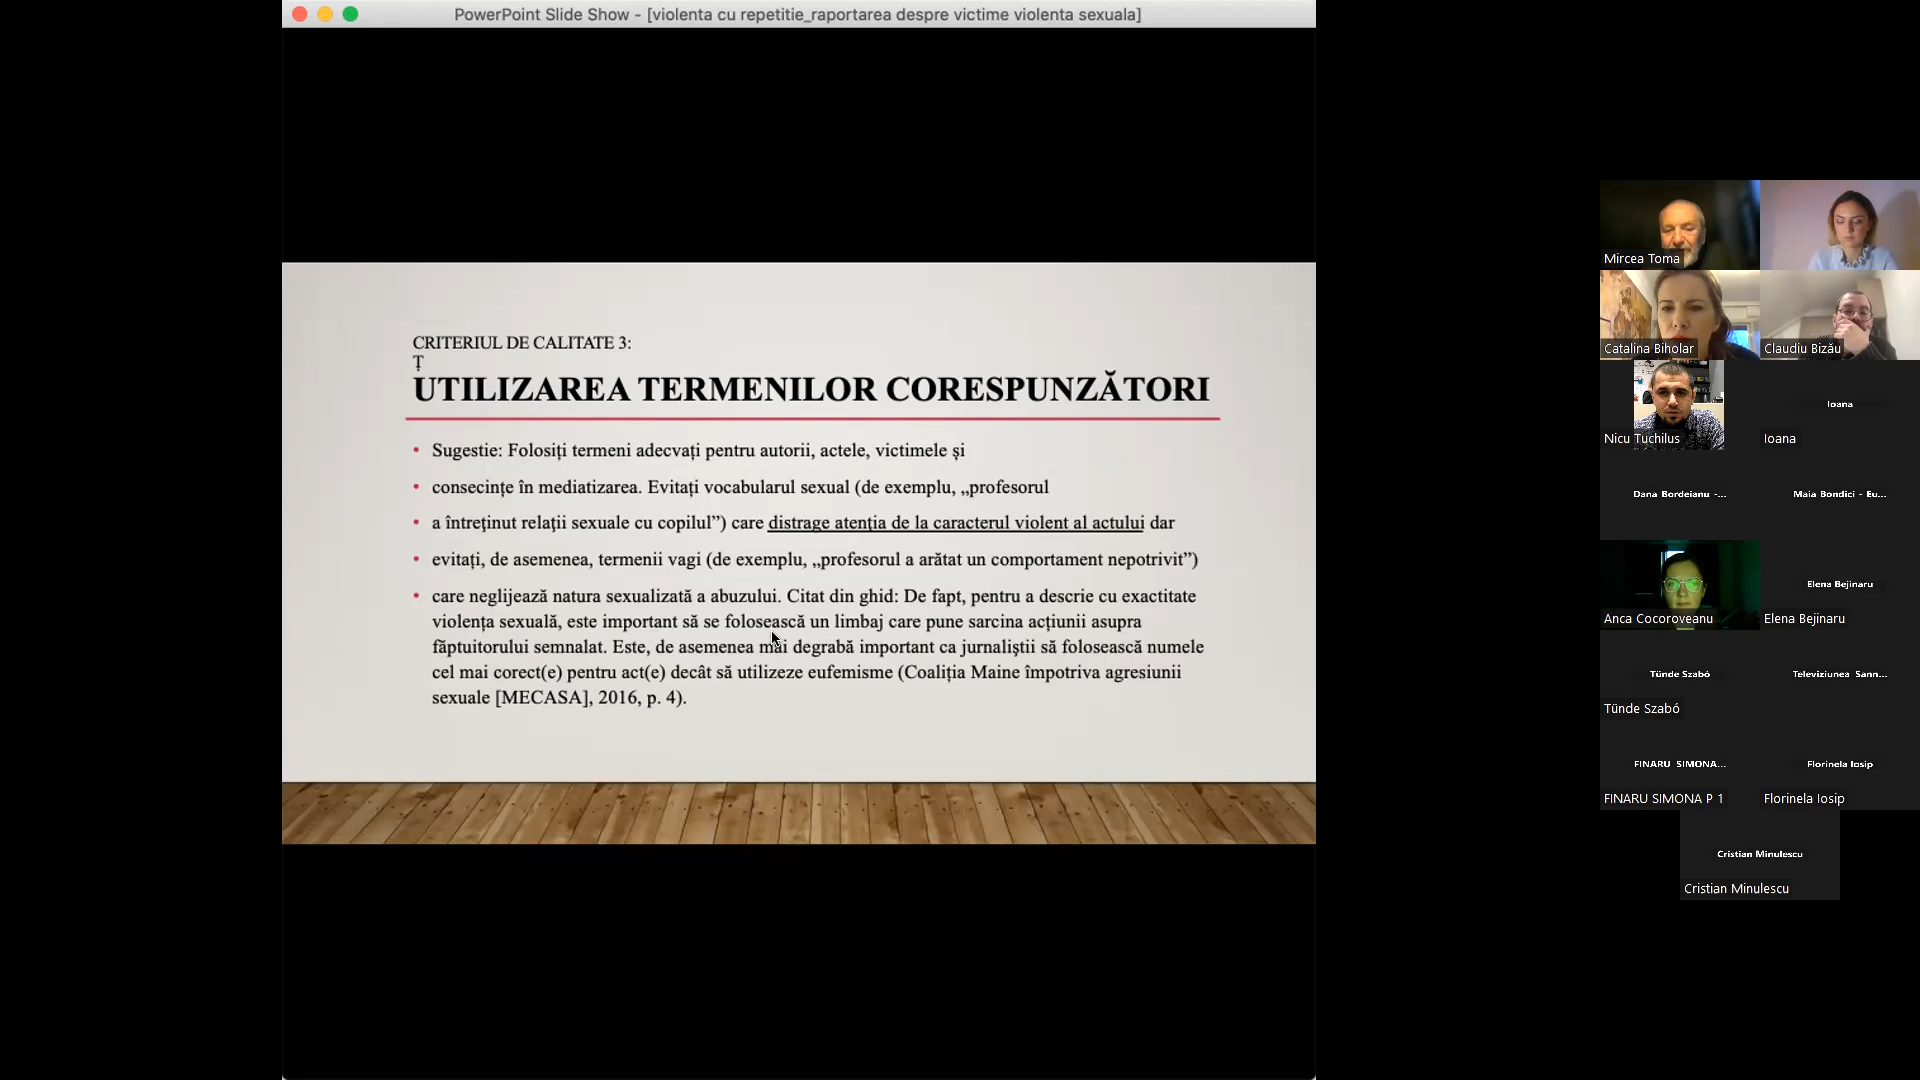 PowerPoint Slide Show - [violenta cu repetitie_raportarea despre victime violenta sexuala]
CRITERIUL DE CALITATE 3:
Ț
UTILIZAREA TERMENILOR CORESPUNZĂTORI
• Sugestie: Folosiți termeni adecvați pentru autorii, actele, victimele și
• consecințe în mediatizarea. Evitați vocabularul sexual (de exemplu, „profesorul
• a întreținut relații sexuale cu copilul”) care distrage atenția de la caracterul violent al actului dar
• evitați, de asemenea, termenii vagi (de exemplu, „profesorul a arătat un comportament nepotrivit”)
• care neglijează natura sexualizată a abuzului. Citat din ghid: De fapt, pentru a descrie cu exactitate
violența sexuală, este important să se folosească un limbaj care pune sarcina acțiunii asupra
făptuitorului semnalat. Este, de asemenea mai degrabă important ca jurnaliștii să folosească numele
cel mai corect(e) pentru act(e) decât să utilizeze eufemisme (Coaliția Maine împotriva agresiunii
sexuale [MECASA], 2016, p. 4).
Mircea Toma
Catalina Biholar
Claudiu Bizău
Nicu Tuchilus
Ioana
Ioana
Dana Bordeianu -...
Maia Bondici - Eu...
Anca Cocoroveanu
Elena Bejinaru
Elena Bejinaru
Tünde Szabó
Tünde Szabó
Televiziunea Sann...
FINARU SIMONA...
FINARU SIMONA P 1
Florinela Iosip
Florinela Iosip
Cristian Minulescu
Cristian Minulescu